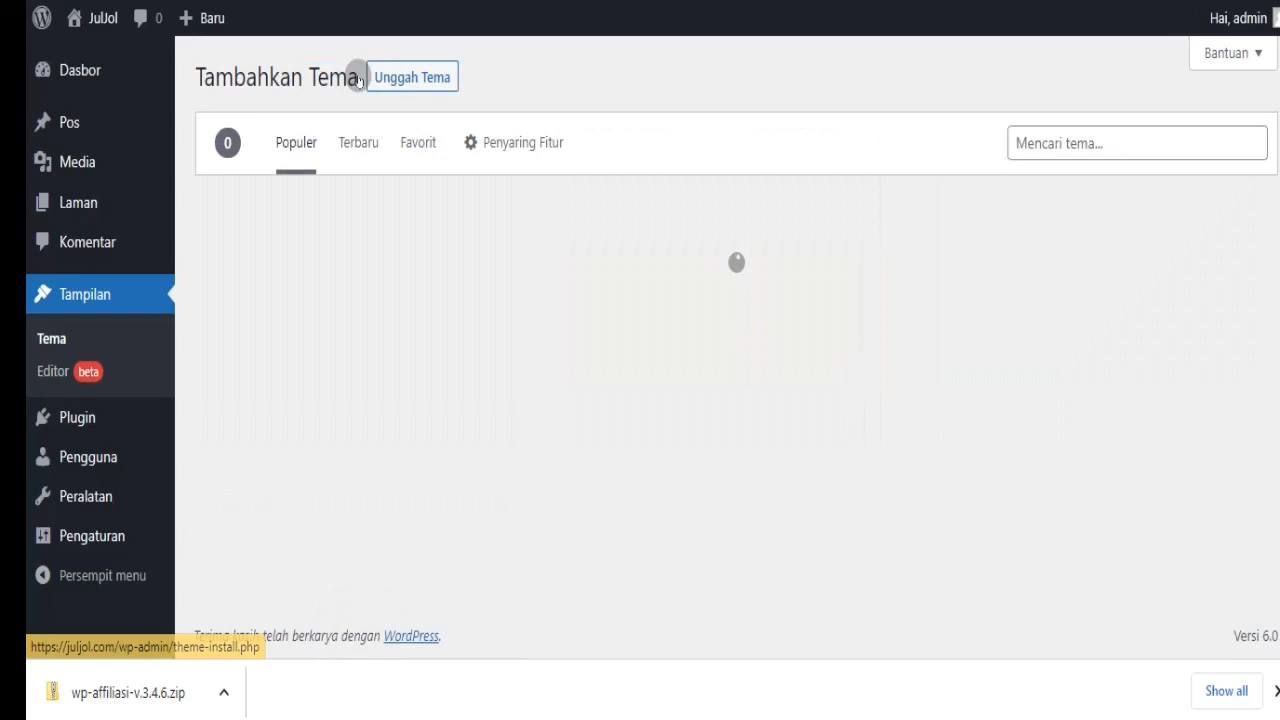 JulJol 0 + Baru Hai, admin
Bantuan ▼
Dasbor
Pos
Media
Laman
Komentar
Tampilan
Tema
Editor beta
Plugin
Pengguna
Peralatan
Pengaturan
Persempit menu
Tambahkan Tema Unggah Tema
0 Populer Terbaru Favorit Penyaring Fitur Mencari tema...
Terima kasih telah berkarya dengan WordPress. Versi 6.0
https://juljol.com/wp-admin/theme-install.php
wp-affiliasi-v.3.4.6.zip Show all